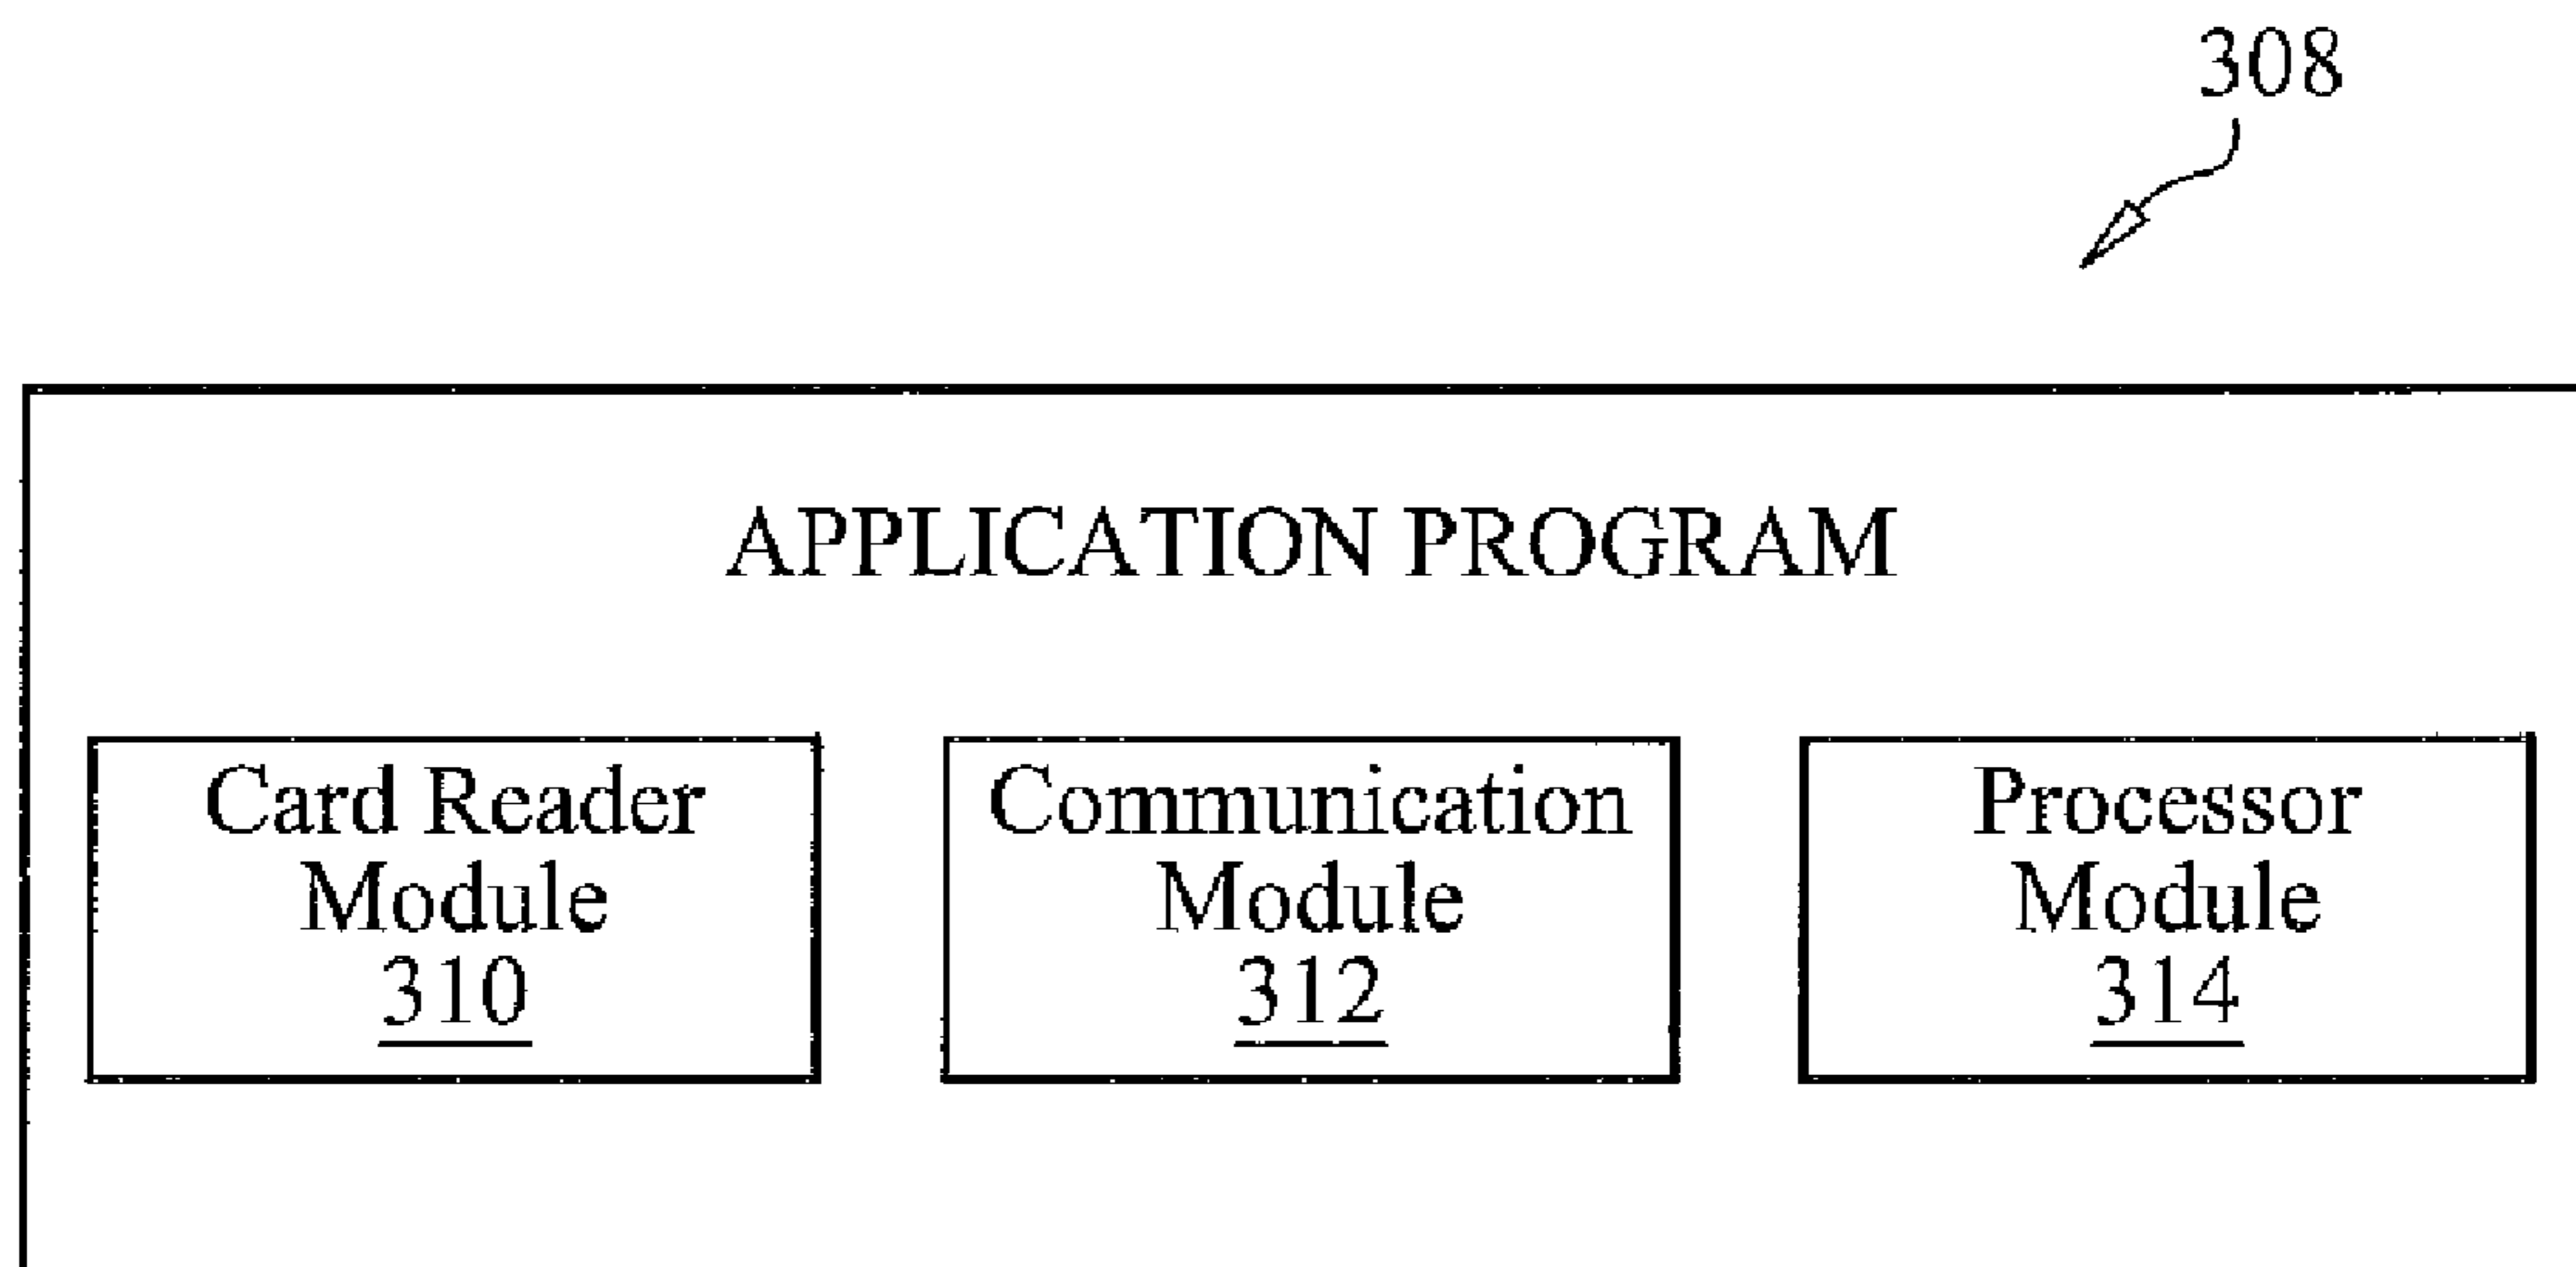 308
APPLICATION PROGRAM
Card Reader
Module
310
Communication
Module
312
Processor
Module
314